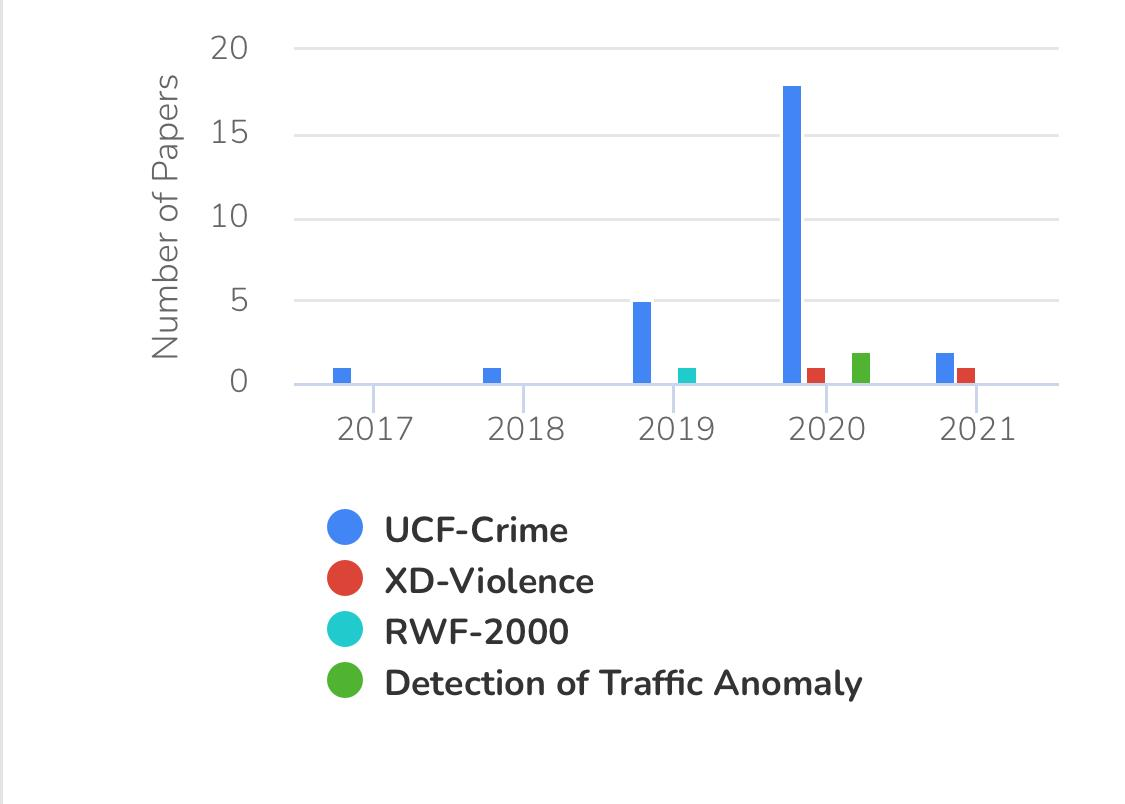 Number of Papers
20
15
10
5
0
2017 2018 2019 2020 2021
UCF-Crime
XD-Violence
RWF-2000
Detection of Traffic Anomaly